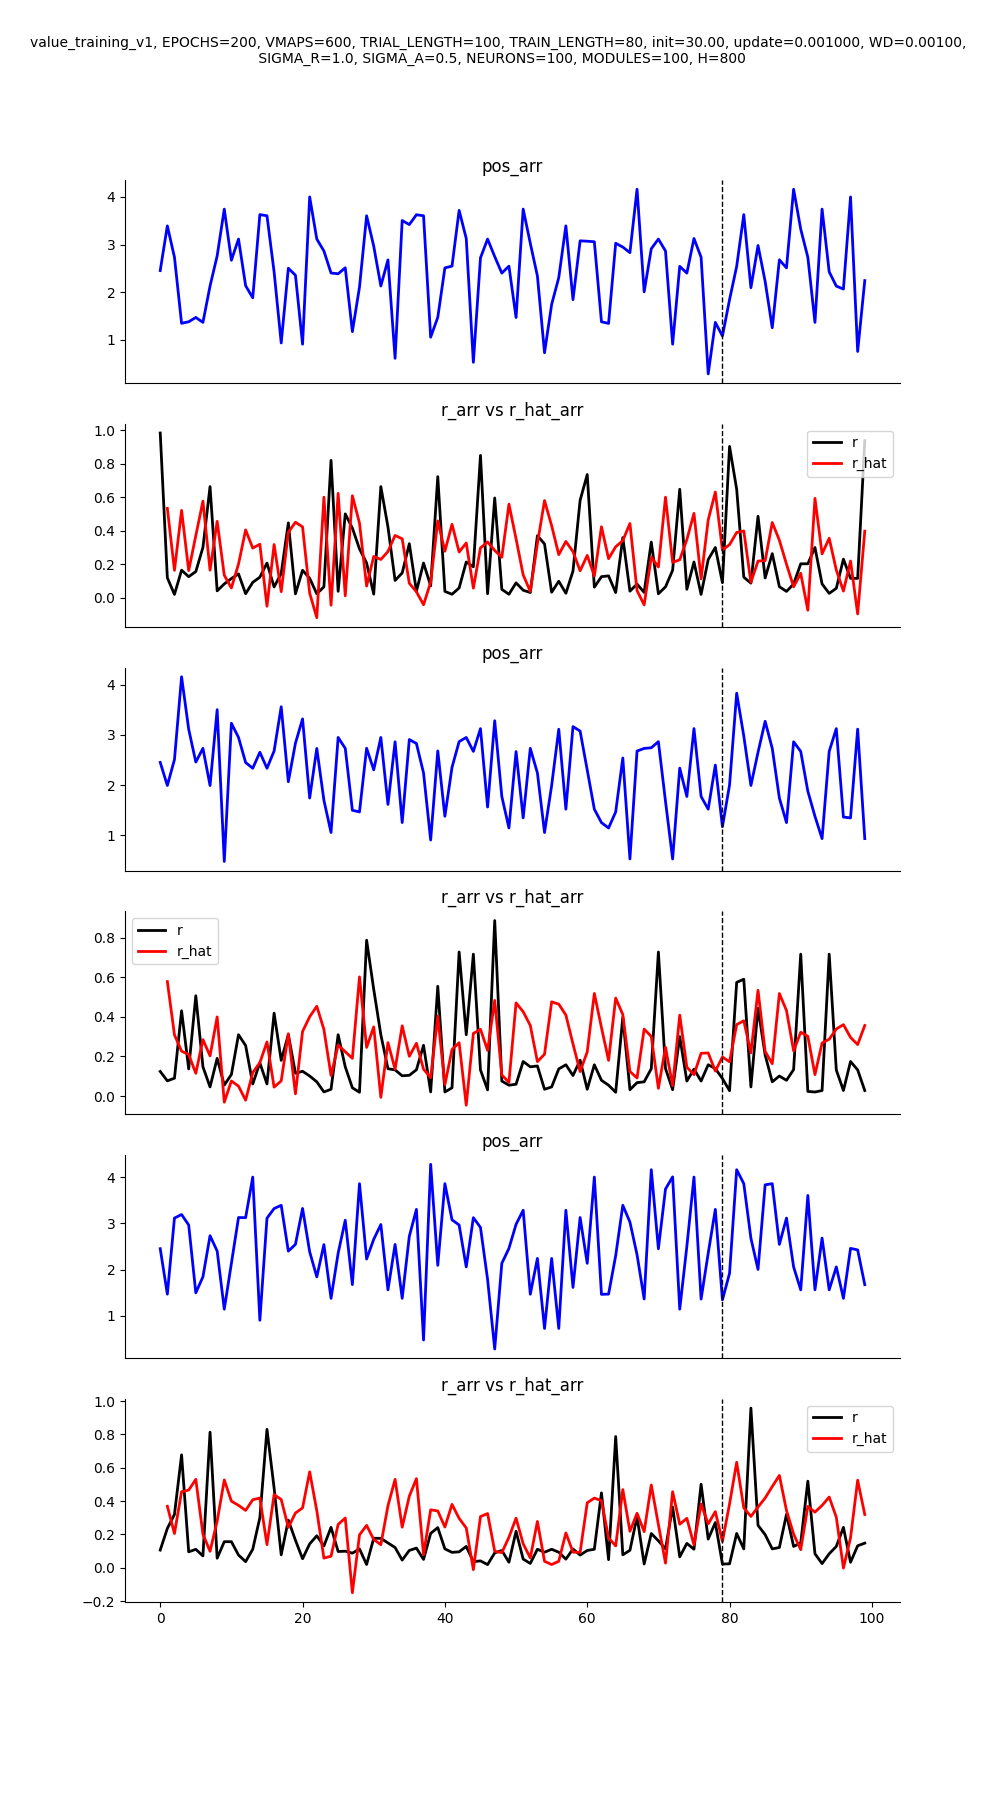 value_training_v1, EPOCHS=200, VMAPS=600, TRIAL_LENGTH=100, TRAIN_LENGTH=80, init=30.00, update=0.001000, WD=0.00100,
SIGMA_R=1.0, SIGMA_A=0.5, NEURONS=100, MODULES=100, H=800
pos_arr
4
3
2
1
r_arr vs r_hat_arr
1.0
0.8
0.6
0.4
0.2
0.0
r
r_hat
pos_arr
4
3
2
1
r_arr vs r_hat_arr
0.8
0.6
0.4
0.2
0.0
r
r_hat
pos_arr
4
3
2
1
r_arr vs r_hat_arr
1.0
0.8
0.6
0.4
0.2
0.0
−0.2
r
r_hat
0 20 40 60 80 100